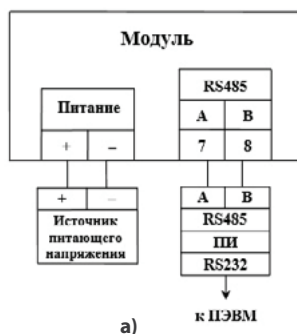 Модуль
Питание
+ –
RS485
A B
7 8
+ –
Источник
питающего
напряжения
A B
RS485
ПИ
RS232
к ПЭВМ
а)